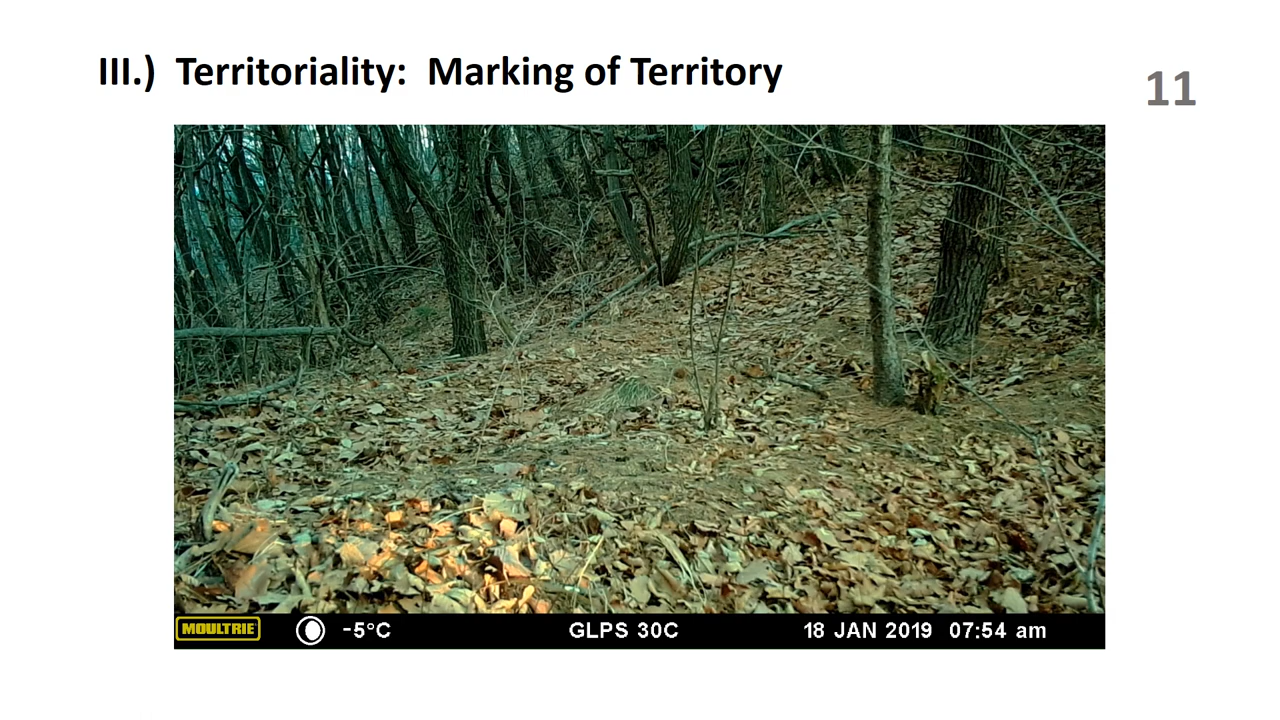 III.) Territoriality: Marking of Territory
11
MOULTRIE -5°C GLPS 30C 18 JAN 2019 07:54 am